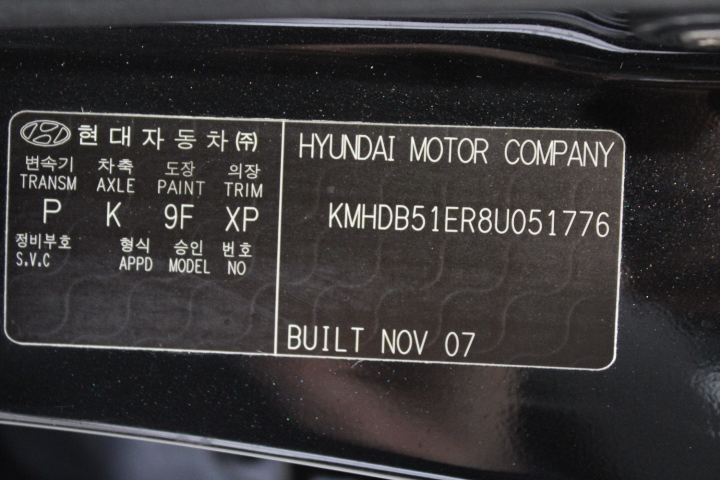 현대자동차㈜
변속기 차축 도장 의장
TRANSM AXLE PAINT TRIM
P K 9F XP
정비부호 형식 승인 번호
S.V.C APPD MODEL NO
HYUNDAI MOTOR COMPANY
KMHDB51ER8U051776
BUILT NOV 07